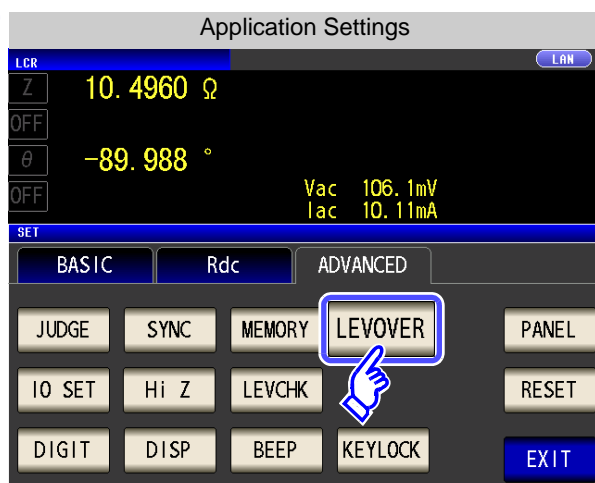 Application Settings
LCR LAN
Z 10.4960 Ω
OFF
θ -89.988 °
OFF Vac 106.1mV
Iac 10.11mA
SET
BASIC Rdc ADVANCED
JUDGE SYNC MEMORY LEVOVER PANEL
IO SET Hi Z LEVCHK RESET
DIGIT DISP BEEP KEYLOCK EXIT